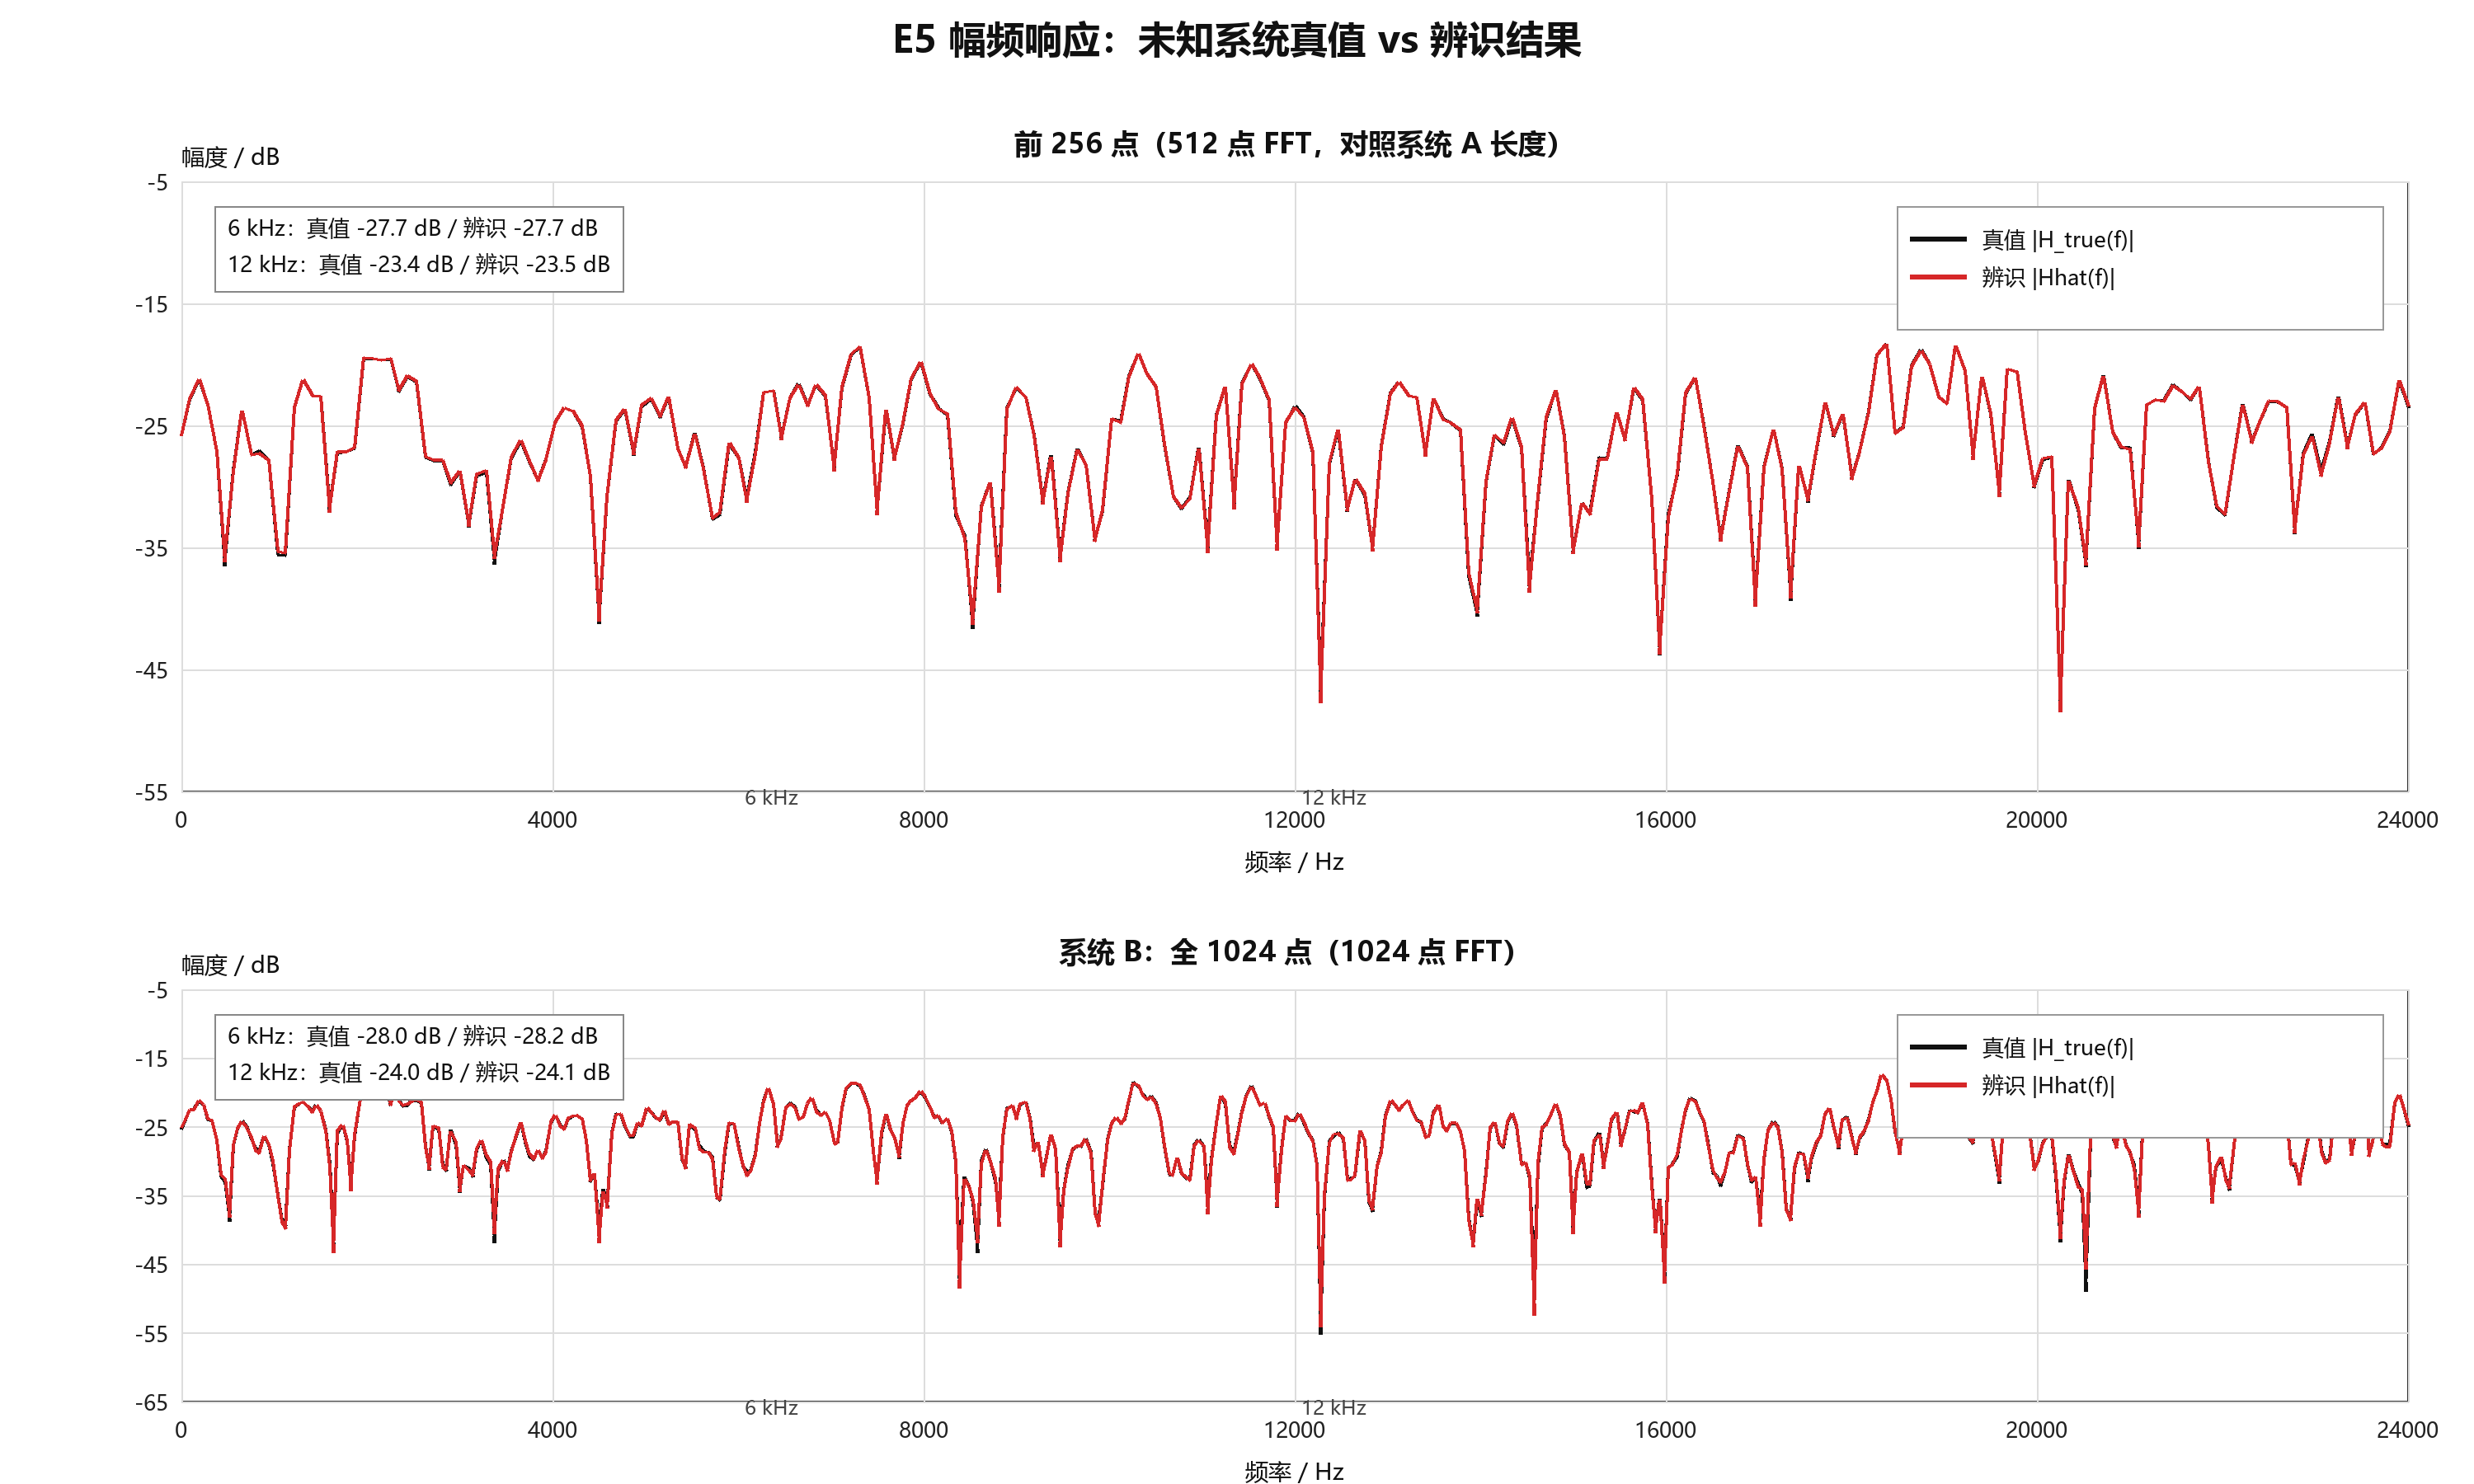 E5 幅频响应：未知系统真值 vs 辨识结果
前 256 点（512 点 FFT，对照系统 A 长度）
幅度 / dB
-5
-15
-25
-35
-45
-55
6 kHz：真值 -27.7 dB / 辨识 -27.7 dB
12 kHz：真值 -23.4 dB / 辨识 -23.5 dB
真值 |H_true(f)|
辨识 |Hhat(f)|
6 kHz 12 kHz
0 4000 8000 12000 16000 20000 24000
频率 / Hz
系统 B：全 1024 点（1024 点 FFT）
幅度 / dB
-5
-15
-25
-35
-45
-55
-65
6 kHz：真值 -28.0 dB / 辨识 -28.2 dB
12 kHz：真值 -24.0 dB / 辨识 -24.1 dB
真值 |H_true(f)|
辨识 |Hhat(f)|
6 kHz 12 kHz
0 4000 8000 12000 16000 20000 24000
频率 / Hz